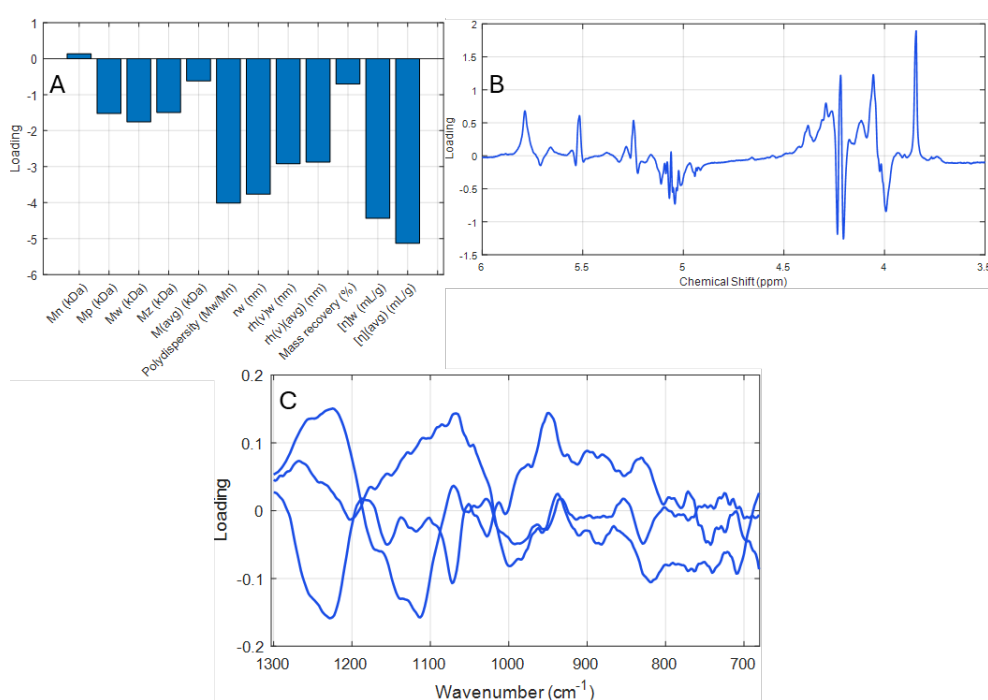 A
Loading
1
0
-1
-2
-3
-4
-5
-6
Mn (kDa)
Mp (kDa)
Mw (kDa)
Mz (kDa)
M(avg) (kDa)
Polydispersity (Mw/Mn)
rw (nm)
rh(v)w (nm)
rh(v)(avg) (nm)
Mass recovery (%)
[η]w (mL/g)
[η](avg) (mL/g)
B
Loading
2
1.5
1
0.5
0
-0.5
-1
-1.5
6
5.5
5
4.5
4
3.5
Chemical Shift (ppm)
C
Loading
0.2
0.1
0
-0.1
-0.2
1300
1200
1100
1000
900
800
700
Wavenumber (cm-1)